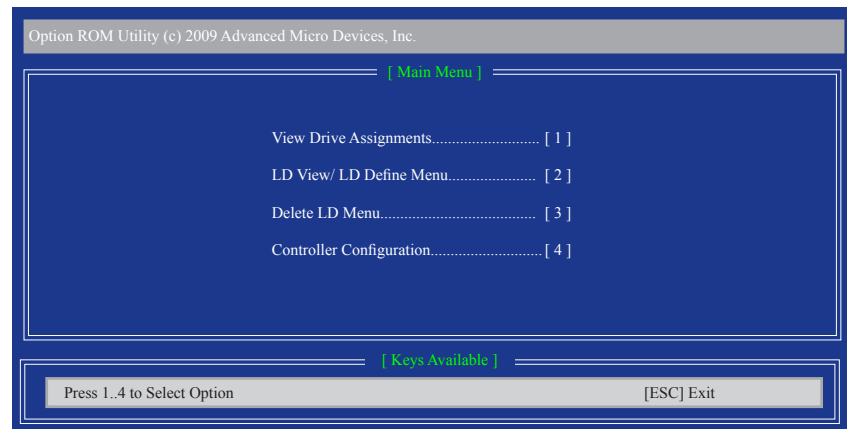 Option ROM Utility (c) 2009 Advanced Micro Devices, Inc.
[ Main Menu ]
View Drive Assignments........................... [ 1 ]
LD View/ LD Define Menu...................... [ 2 ]
Delete LD Menu....................................... [ 3 ]
Controller Configuration............................ [ 4 ]
[ Keys Available ]
Press 1..4 to Select Option [ESC] Exit